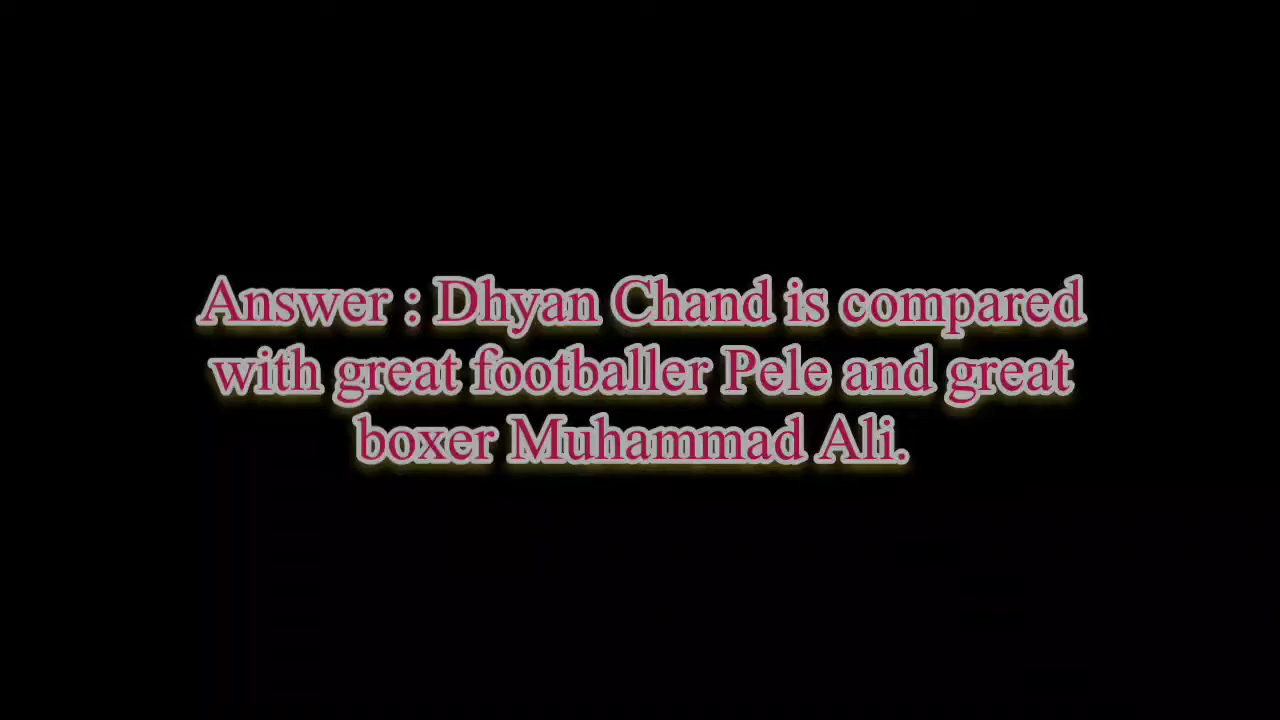 Answer : Dhyan Chand is compared
with great footballer Pele and great
boxer Muhammad Ali.